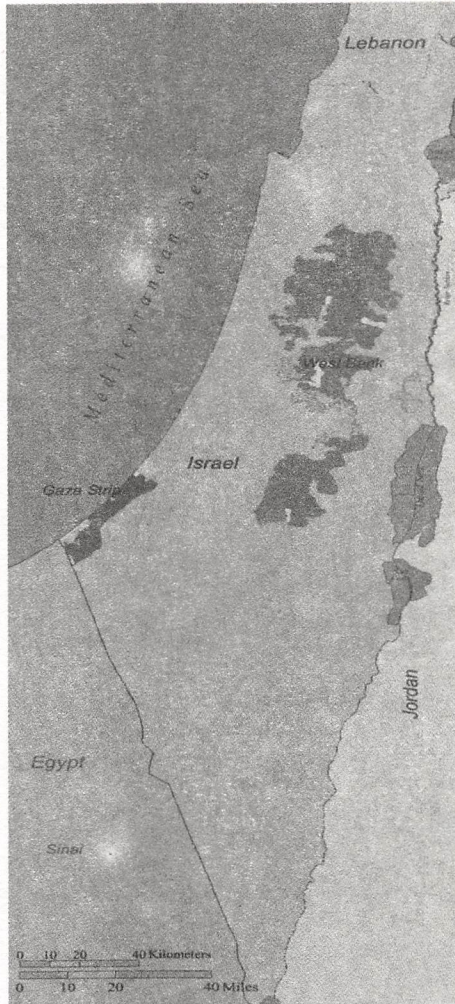 Lebanon
Mediterranean Sea
West Bank
Israel
Gaza Strip
Jordan
Egypt
Sinai
0 10 20 40 Kilometers
0 10 20 40 Miles